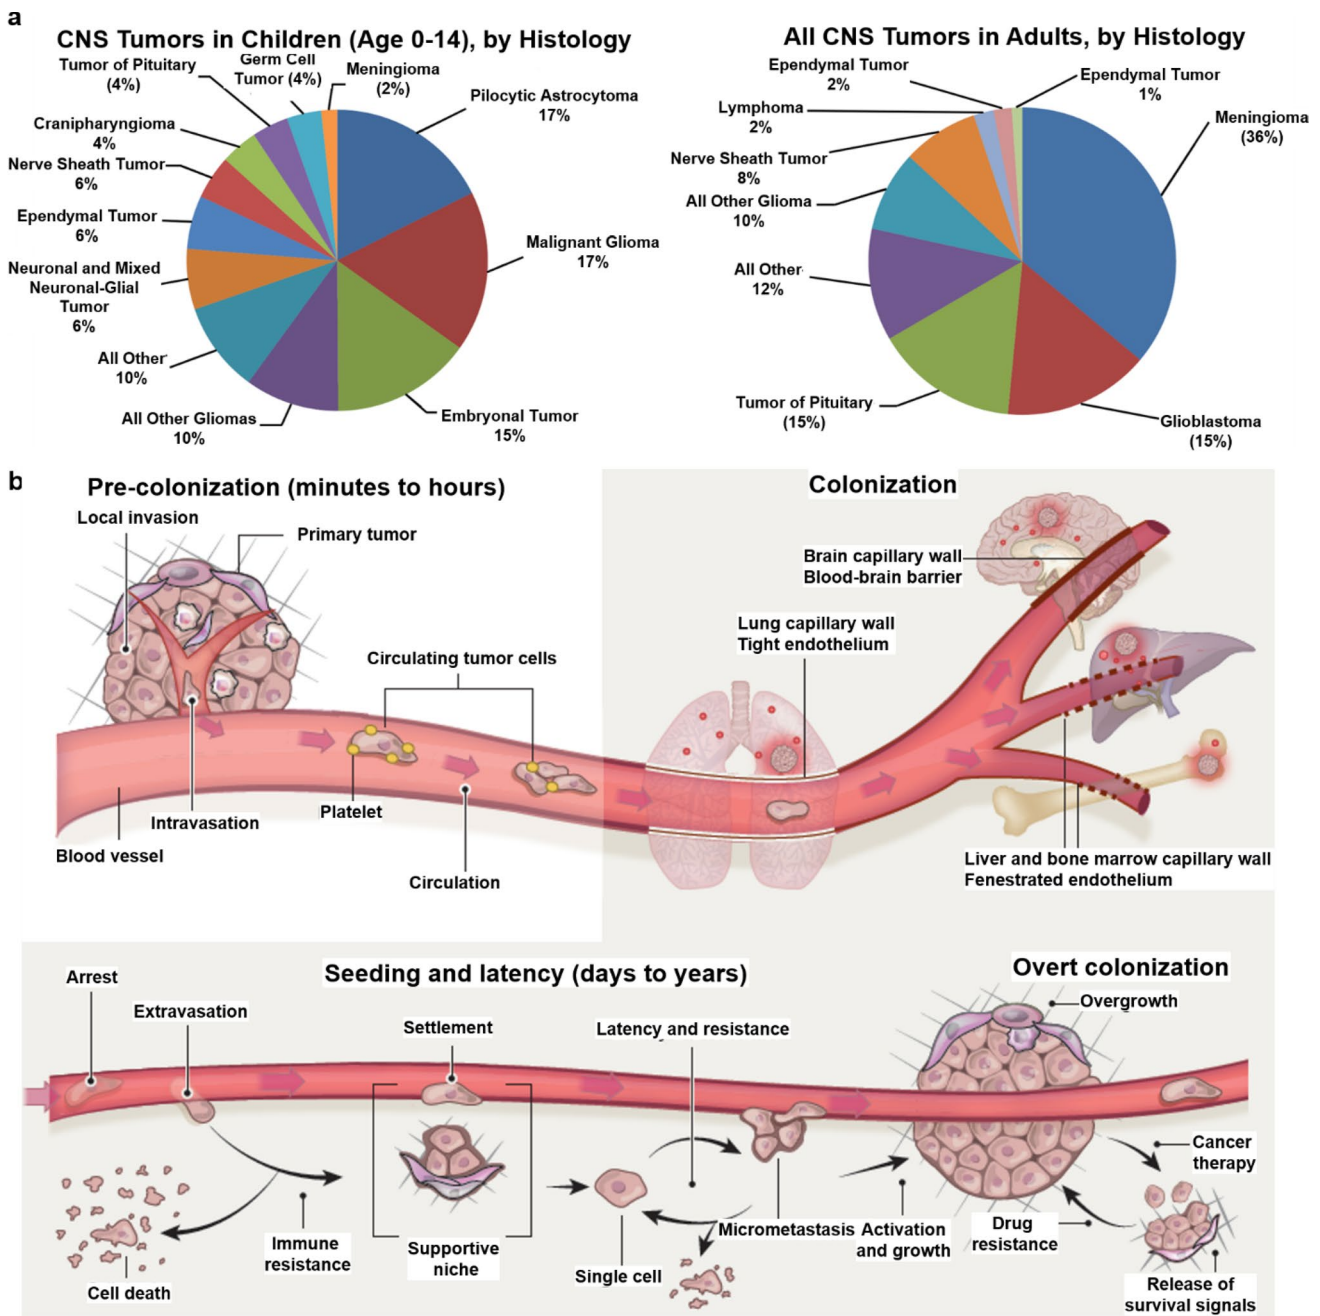 a
CNS Tumors in Children (Age 0-14), by Histology
Tumor of Pituitary
(4%)
Germ Cell
Tumor (4%)
Meningioma
(2%)
Pilocytic Astrocytoma
17%
Cranipharyngioma
4%
Nerve Sheath Tumor
6%
Ependymal Tumor
6%
Malignant Glioma
17%
Neuronal and Mixed
Neuronal-Glial
Tumor
6%
All Other
10%
All Other Gliomas
10%
Embryonal Tumor
15%
All CNS Tumors in Adults, by Histology
Ependymal Tumor
2%
Ependymal Tumor
1%
Lymphoma
2%
Meningioma
(36%)
Nerve Sheath Tumor
8%
All Other Glioma
10%
All Other
12%
Tumor of Pituitary
(15%)
Glioblastoma
(15%)
b
Pre-colonization (minutes to hours)
Local invasion
Primary tumor
Circulating tumor cells
Platelet
Intravasation
Blood vessel
Circulation
Colonization
Brain capillary wall
Blood-brain barrier
Lung capillary wall
Tight endothelium
Liver and bone marrow capillary wall
Fenestrated endothelium
Seeding and latency (days to years)
Overt colonization
Arrest
Extravasation
Settlement
Latency and resistance
Overgrowth
Cancer
therapy
Immune
resistance
Supportive
niche
Micrometastasis
Activation
and growth
Drug
resistance
Cell death
Single cell
Release of
survival signals